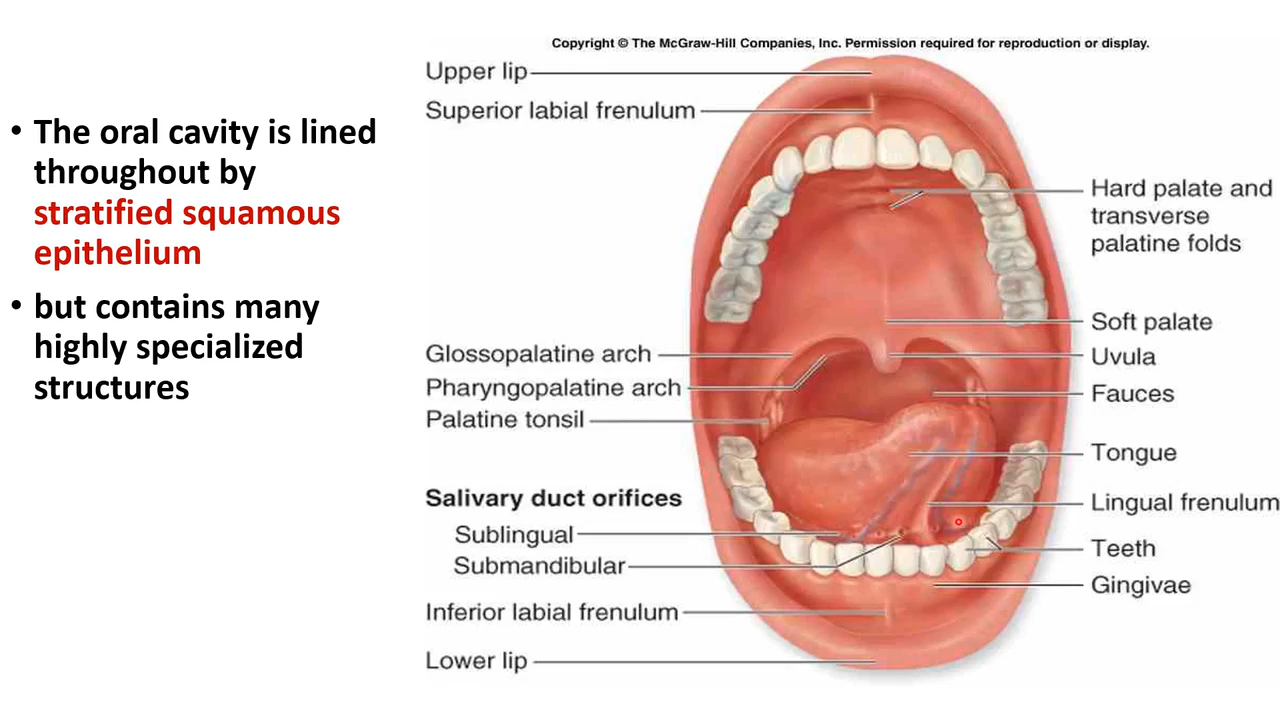 Copyright © The McGraw-Hill Companies, Inc. Permission required for reproduction or display.
• The oral cavity is lined
throughout by
stratified squamous
epithelium
• but contains many
highly specialized
structures
Upper lip
Superior labial frenulum
Glossopalatine arch
Pharyngopalatine arch
Palatine tonsil
Salivary duct orifices
Sublingual
Submandibular
Inferior labial frenulum
Lower lip
Hard palate and
transverse
palatine folds
Soft palate
Uvula
Fauces
Tongue
Lingual frenulum
Teeth
Gingivae